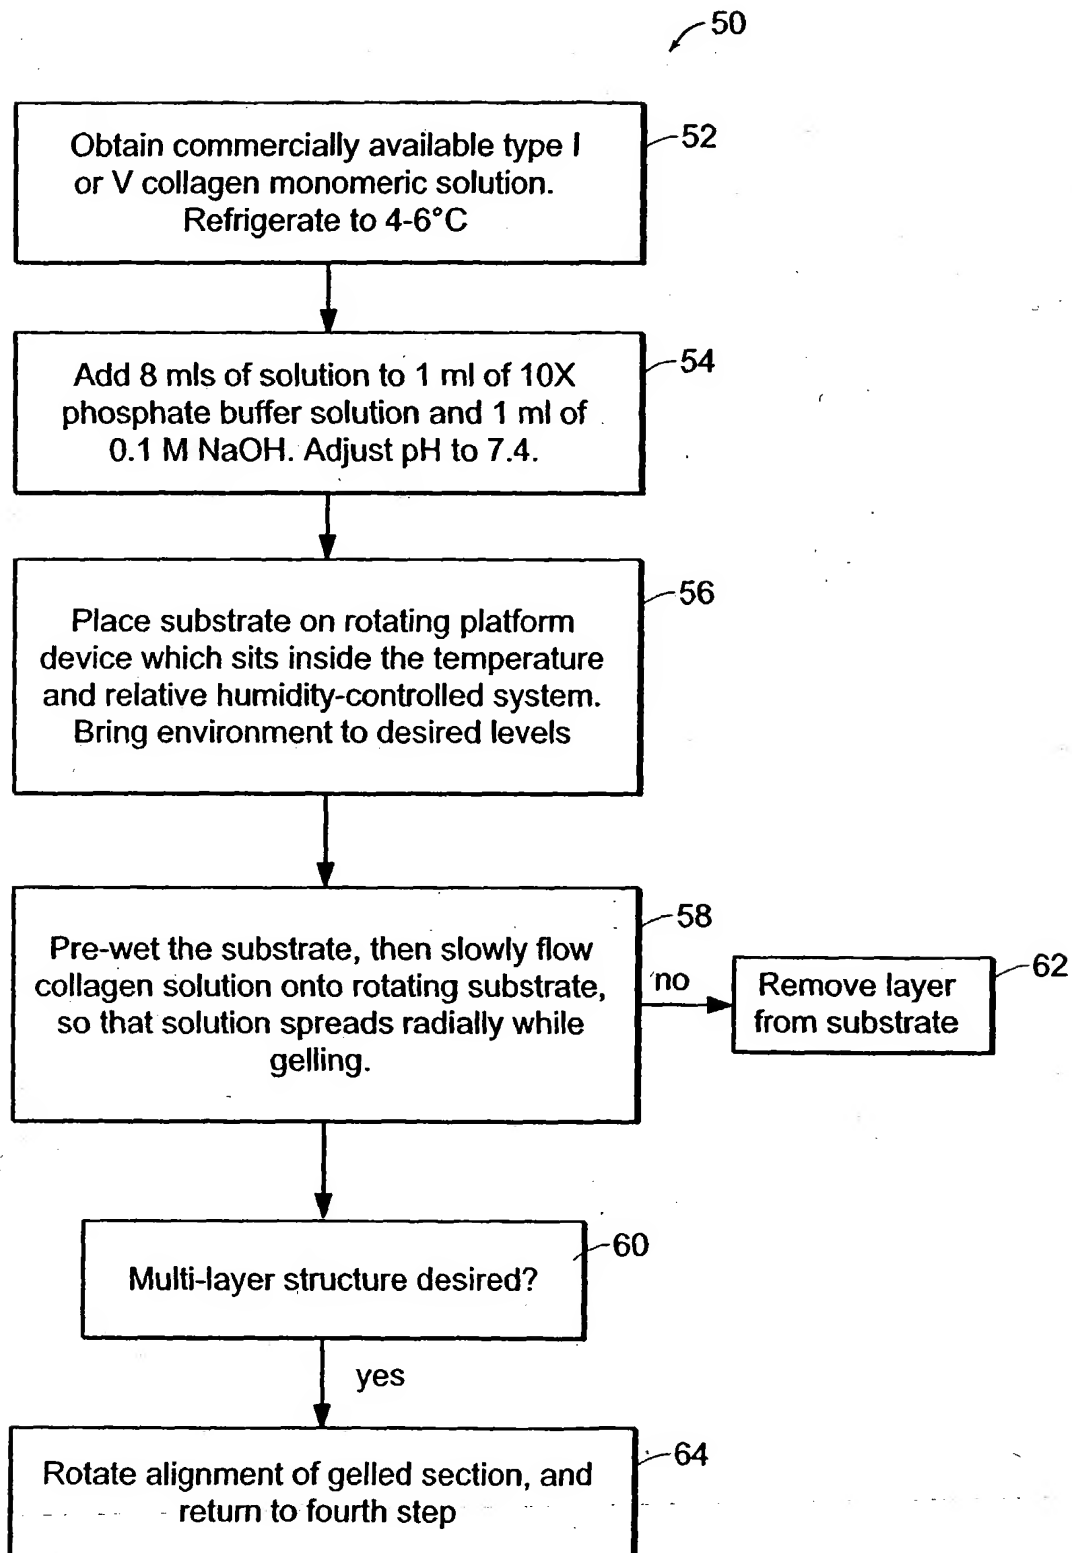 50
Obtain commercially available type I
or V collagen monomeric solution.
Refrigerate to 4-6°C
52
Add 8 mls of solution to 1 ml of 10X
phosphate buffer solution and 1 ml of
0.1 M NaOH. Adjust pH to 7.4.
54
Place substrate on rotating platform
device which sits inside the temperature
and relative humidity-controlled system.
Bring environment to desired levels
56
Pre-wet the substrate, then slowly flow
collagen solution onto rotating substrate,
so that solution spreads radially while
gelling.
58
no
Remove layer
from substrate
62
Multi-layer structure desired?
60
yes
Rotate alignment of gelled section, and
return to fourth step
64